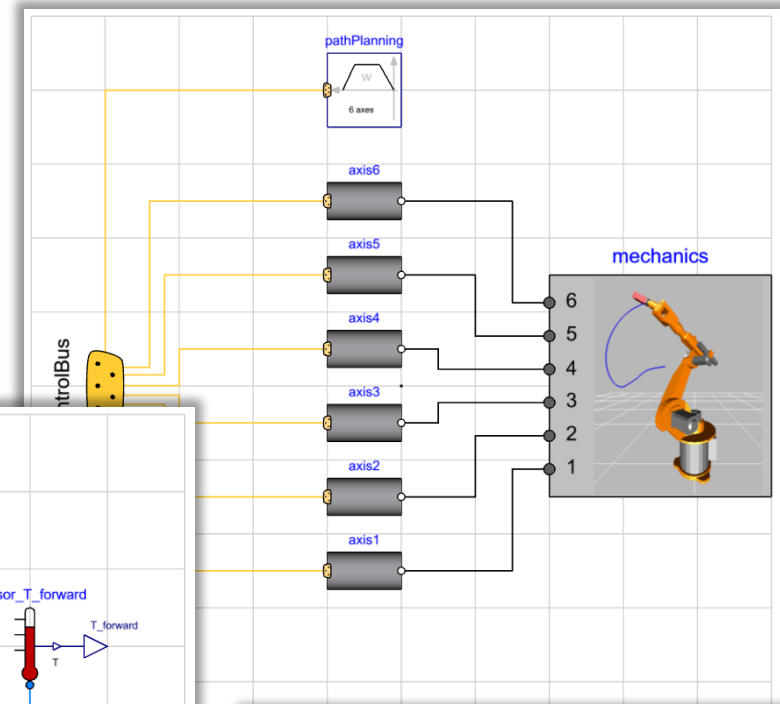 pathPlanning
W
6 axes
axis6
axis5
mechanics
6
axis4
5
ntrolBus
4
axis3
3
2
axis2
1
axis1
sor_T_forward
T_forward
T